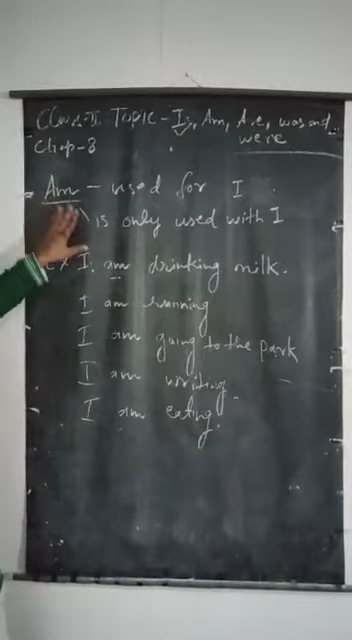 Class-II Topic - Is, Am, Are, was and were
Chap-8
Am - used for I.
is only used with I
Ex I am drinking milk.
I am running
I am going to the park
I am writing.
I am eating.